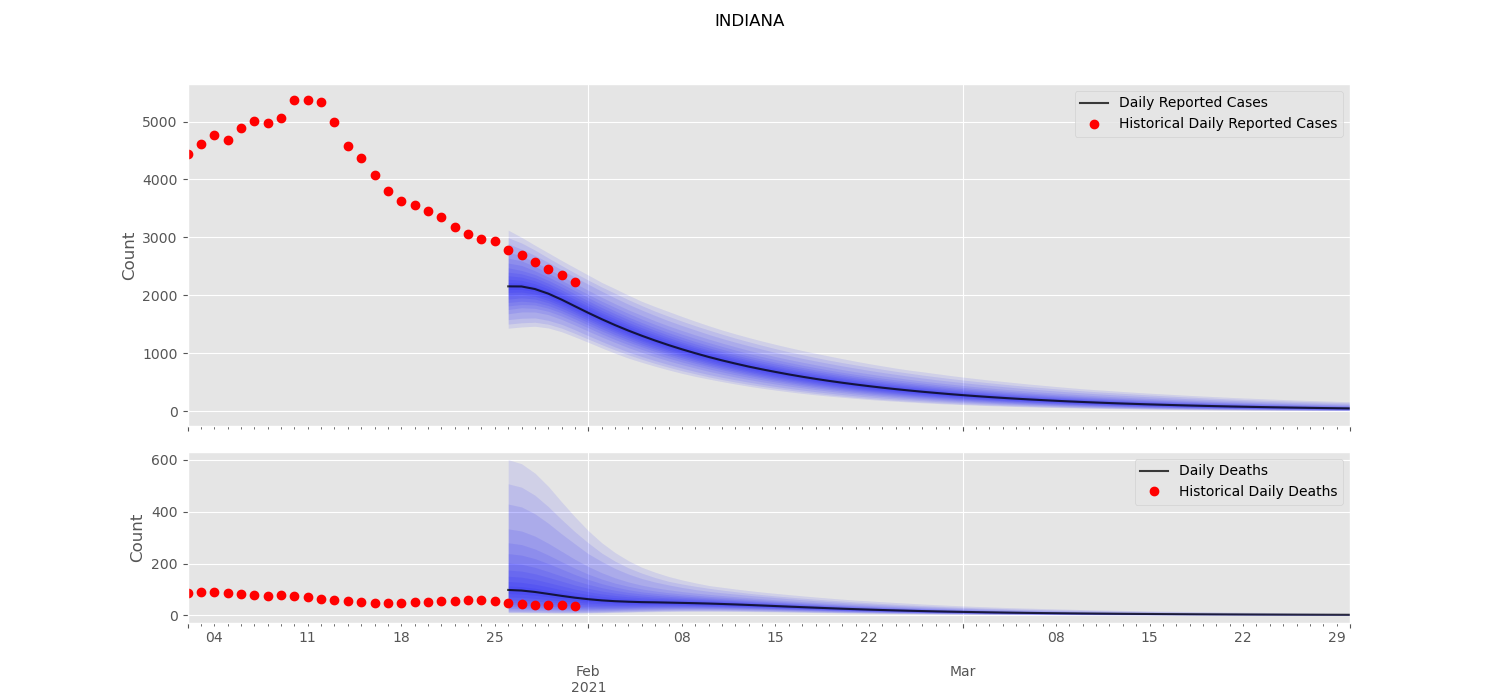 INDIANA
Daily Reported Cases
Historical Daily Reported Cases
5000
4000
3000
2000
1000
0
Count
Daily Deaths
Historical Daily Deaths
600
400
200
0
Count
04 11 18 25 08 15 22 08 15 22 29
Feb Mar
2021